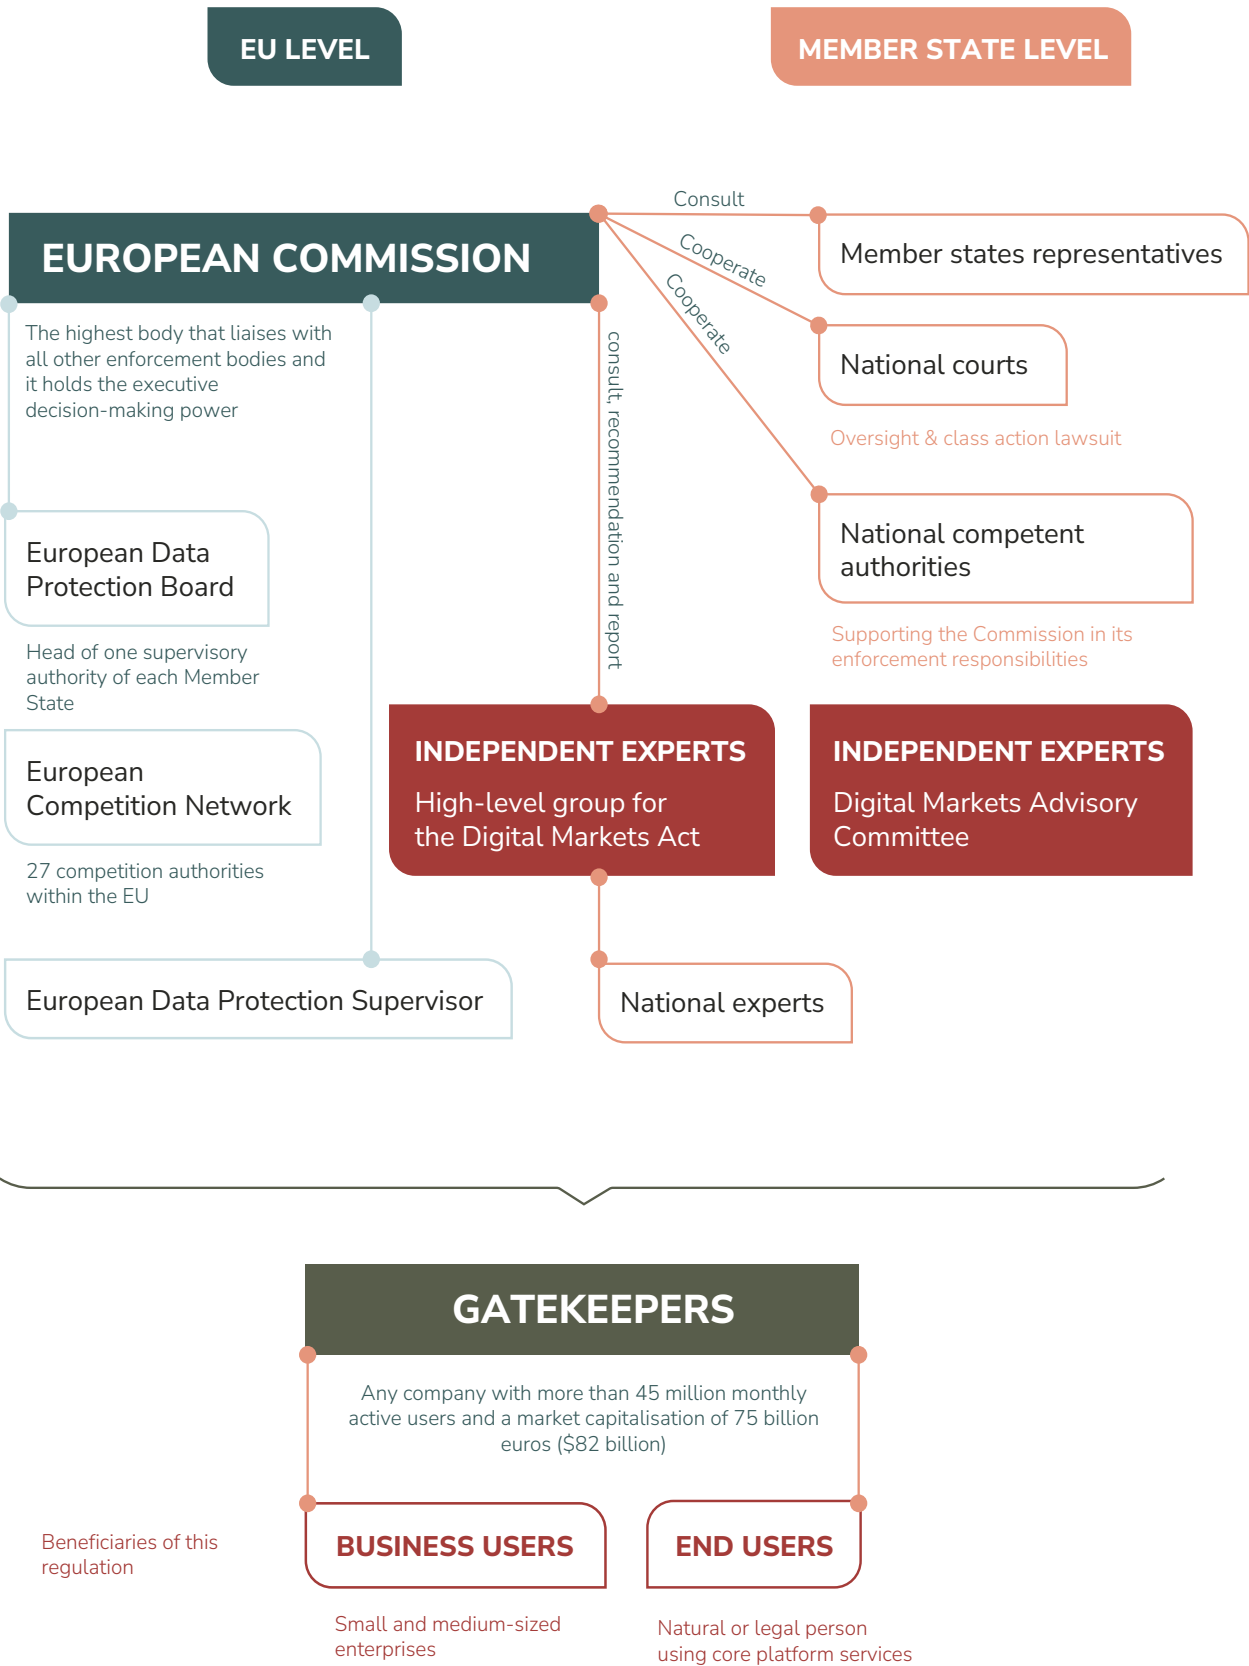 EU LEVEL
MEMBER STATE LEVEL
EUROPEAN COMMISSION
The highest body that liaises with
all other enforcement bodies and
it holds the executive
decision-making power
Consult
Cooperate
Cooperate
consult, recommendation and report
Member states representatives
National courts
Oversight & class action lawsuit
National competent
authorities
Supporting the Commission in its
enforcement responsibilities
European Data
Protection Board
Head of one supervisory
authority of each Member
State
European
Competition Network
27 competition authorities
within the EU
European Data Protection Supervisor
INDEPENDENT EXPERTS
High-level group for
the Digital Markets Act
INDEPENDENT EXPERTS
Digital Markets Advisory
Committee
National experts
GATEKEEPERS
Any company with more than 45 million monthly
active users and a market capitalisation of 75 billion
euros ($82 billion)
Beneficiaries of this
regulation
BUSINESS USERS
Small and medium-sized
enterprises
END USERS
Natural or legal person
using core platform services